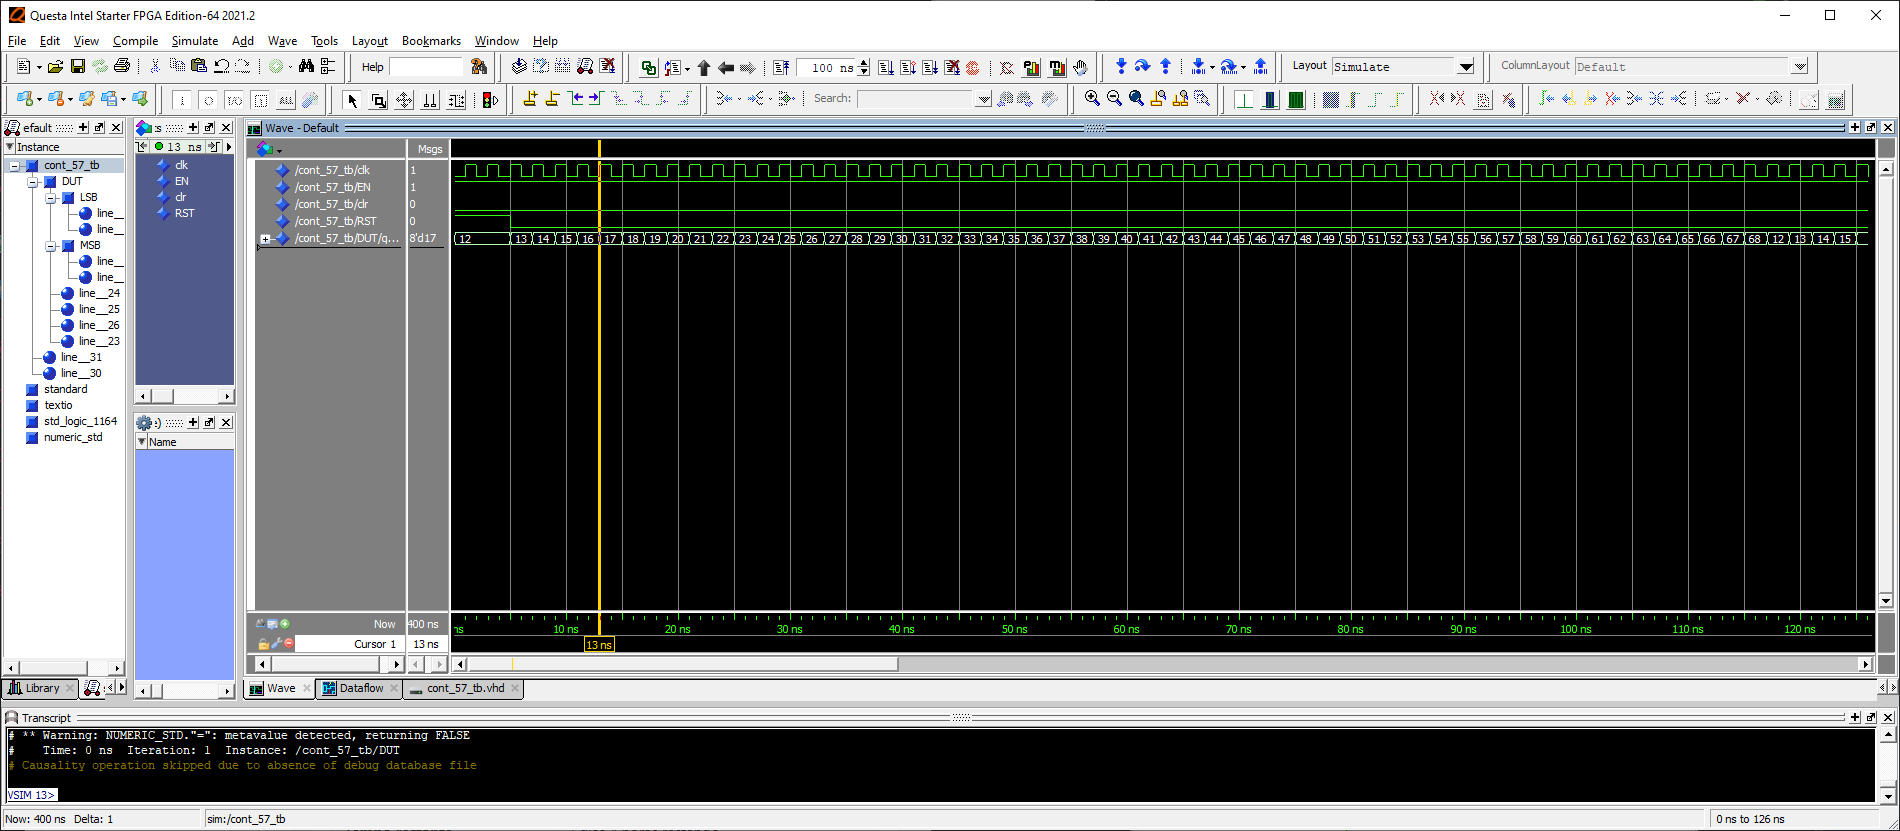 Questa Intel Starter FPGA Edition-64 2021.2
File Edit View Compile Simulate Add Wave Tools Layout Bookmarks Window Help
Help 100 ns Layout Simulate ColumnLayout Default
Search:
efault
Instance
cont_57_tb
DUT
LSB
line__
line__
MSB
line__
line__
line__24
line__25
line__26
line__23
line__31
line__30
standard
textio
std_logic_1164
numeric_std
Library
13 ns
clk
EN
clr
RST
Name
Wave - Default
Msgs
/cont_57_tb/clk 1
/cont_57_tb/EN 1
/cont_57_tb/clr 0
/cont_57_tb/RST 0
/cont_57_tb/DUT/q... 8'd17 12 13 14 15 16 17 18 19 20 21 22 23 24 25 26 27 28 29 30 31 32 33 34 35 36 37 38 39 40 41 42 43 44 45 46 47 48 49 50 51 52 53 54 55 56 57 58 59 60 61 62 63 64 65 66 67 68 12 13 14 15
Now 400 ns ns 10 ns 20 ns 30 ns 40 ns 50 ns 60 ns 70 ns 80 ns 90 ns 100 ns 110 ns 120 ns
Cursor 1 13 ns 13 ns
Wave Dataflow cont_57_tb.vhd
Transcript
# ** Warning: NUMERIC_STD."=": metavalue detected, returning FALSE
# Time: 0 ns Iteration: 1 Instance: /cont_57_tb/DUT
# Causality operation skipped due to absence of debug database file
VSIM 13>
Now: 400 ns Delta: 1 sim:/cont_57_tb 0 ns to 126 ns